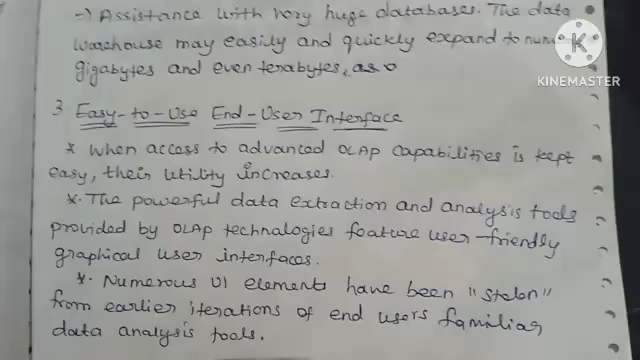 -) Assistance with very huge databases. The data
warehouse may easily and quickly expand to
gigabytes and even terabytes, as
KINEMASTER
3 Easy-to-Use End-User Interface
* When access to advanced OLAP capabilities is kept
easy, their utility increases.
*. The powerful data extraction and analysis tools
provided by OLAP technologies feature user-friendly
graphical user interfaces.
*. Numerous UI elements have been "stolen"
from earlier iterations of end users familiar
data analysis tools.